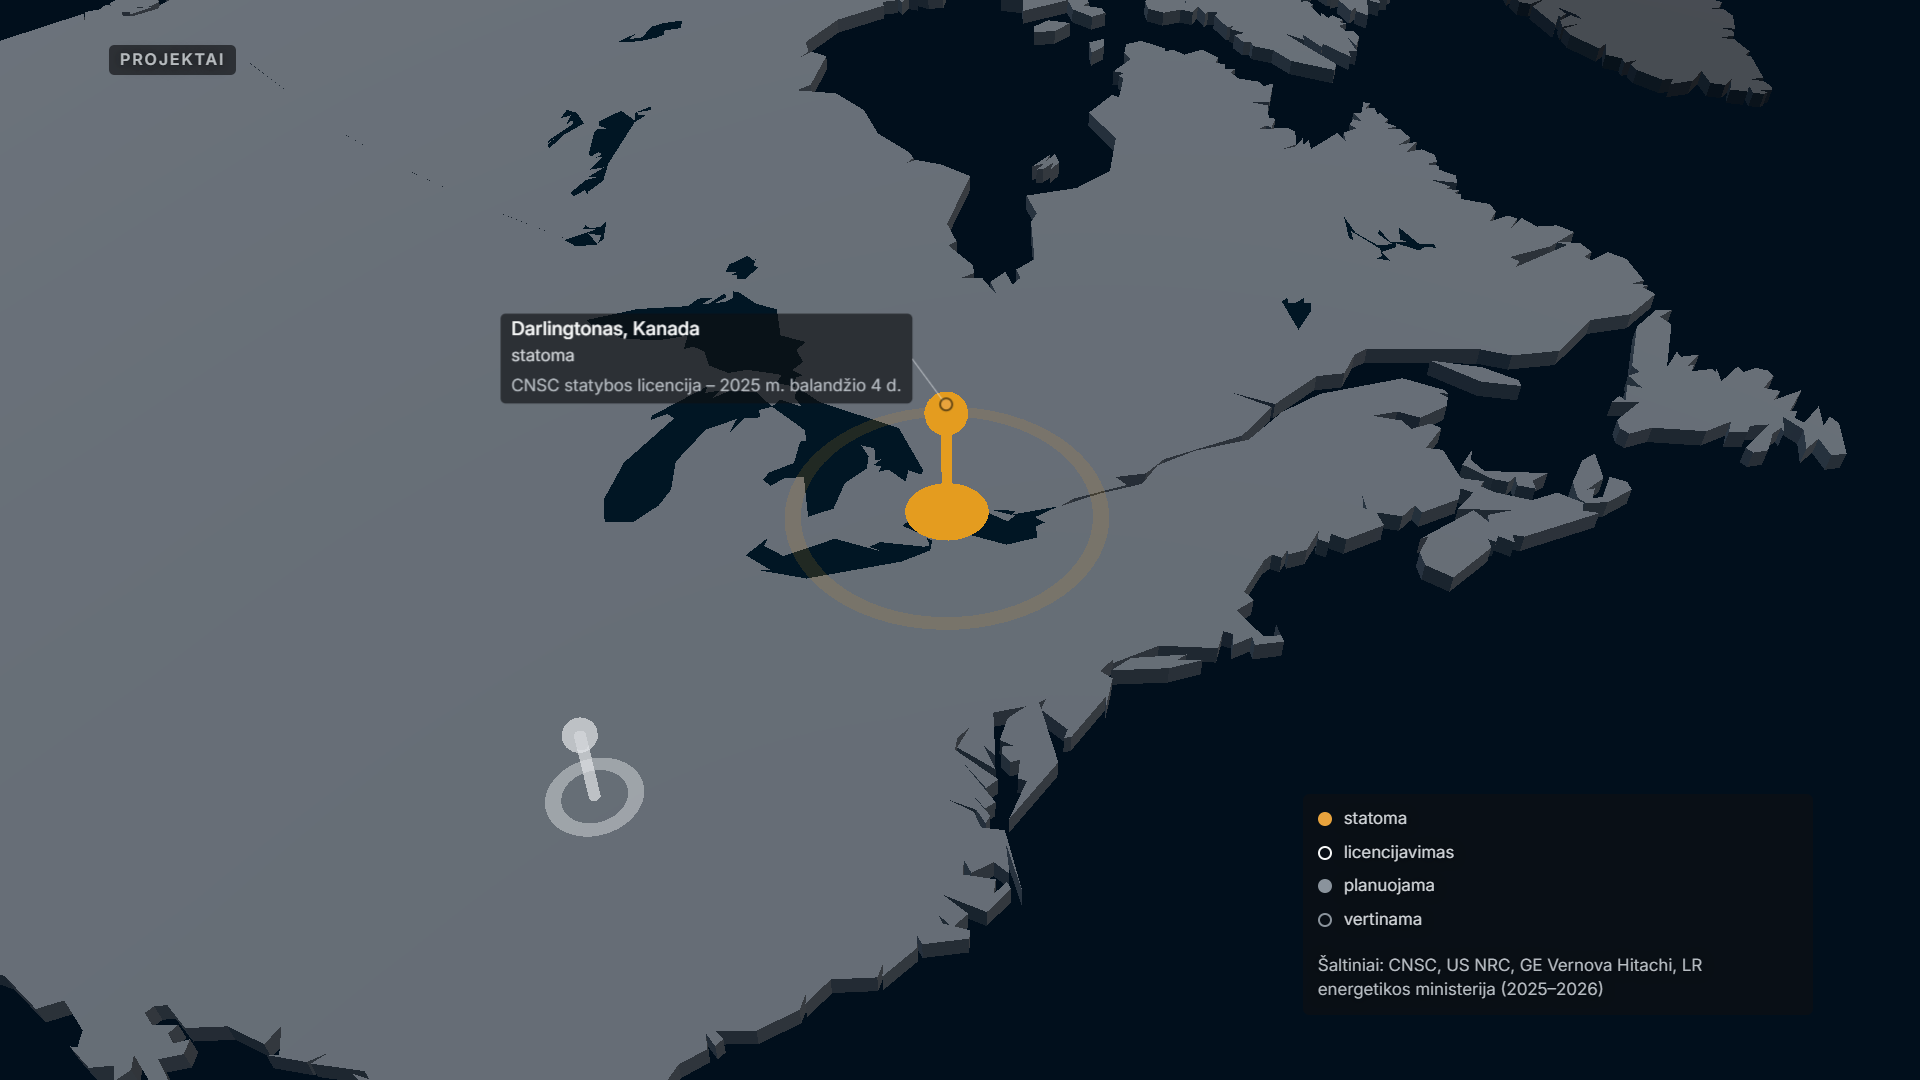 PROJEKTAI
Darlingtonas, Kanada
statoma
CNSC statybos licencija – 2025 m. balandžio 4 d.
statoma
licencijavimas
planuojama
vertinama
Šaltiniai: CNSC, US NRC, GE Vernova Hitachi, LR
energetikos ministerija (2025–2026)